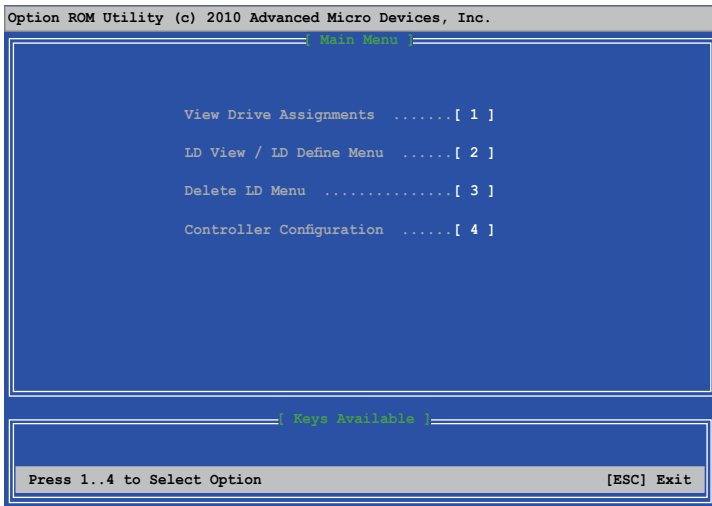 Option ROM Utility (c) 2010 Advanced Micro Devices, Inc.
[ Main Menu ]
View Drive Assignments .......[ 1 ]
LD View / LD Define Menu ......[ 2 ]
Delete LD Menu ...............[ 3 ]
Controller Configuration ......[ 4 ]
[ Keys Available ]
Press 1..4 to Select Option [ESC] Exit